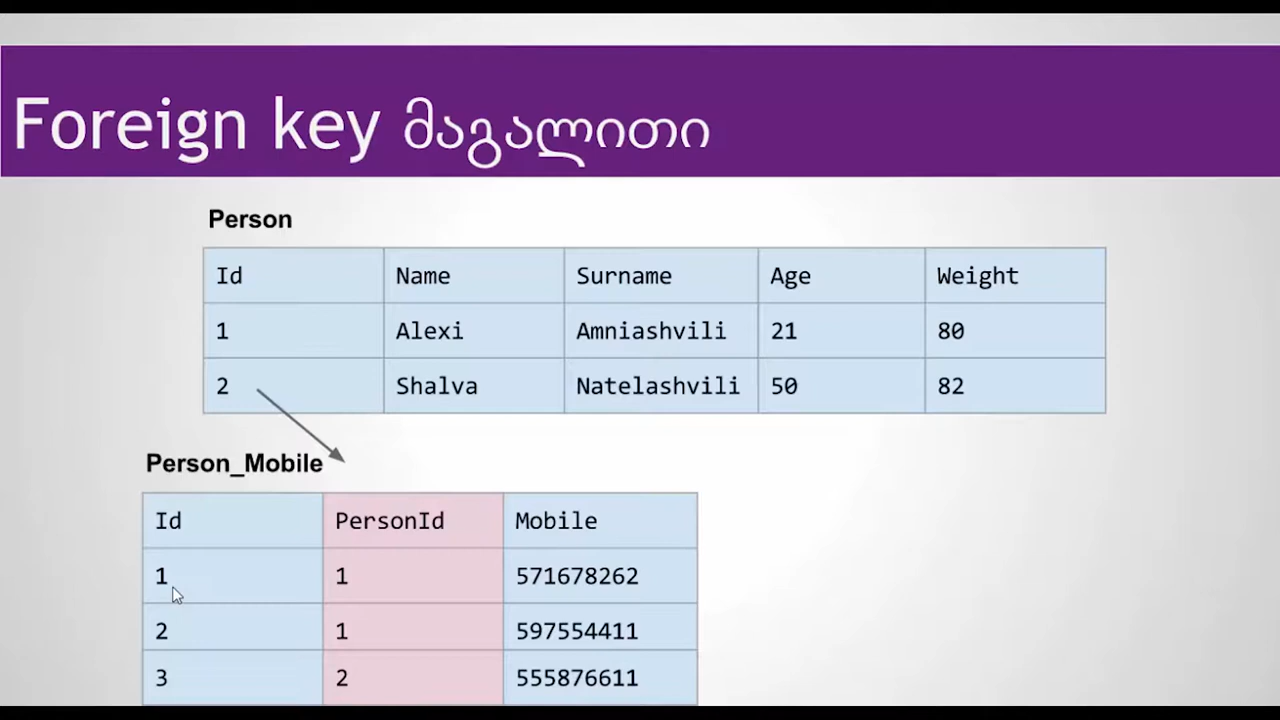 Foreign key მაგალითი
Person
Id Name Surname Age Weight
1 Alexi Amniashvili 21 80
2 Shalva Natelashvili 50 82
Person_Mobile
Id PersonId Mobile
1 1 571678262
2 1 597554411
3 2 555876611